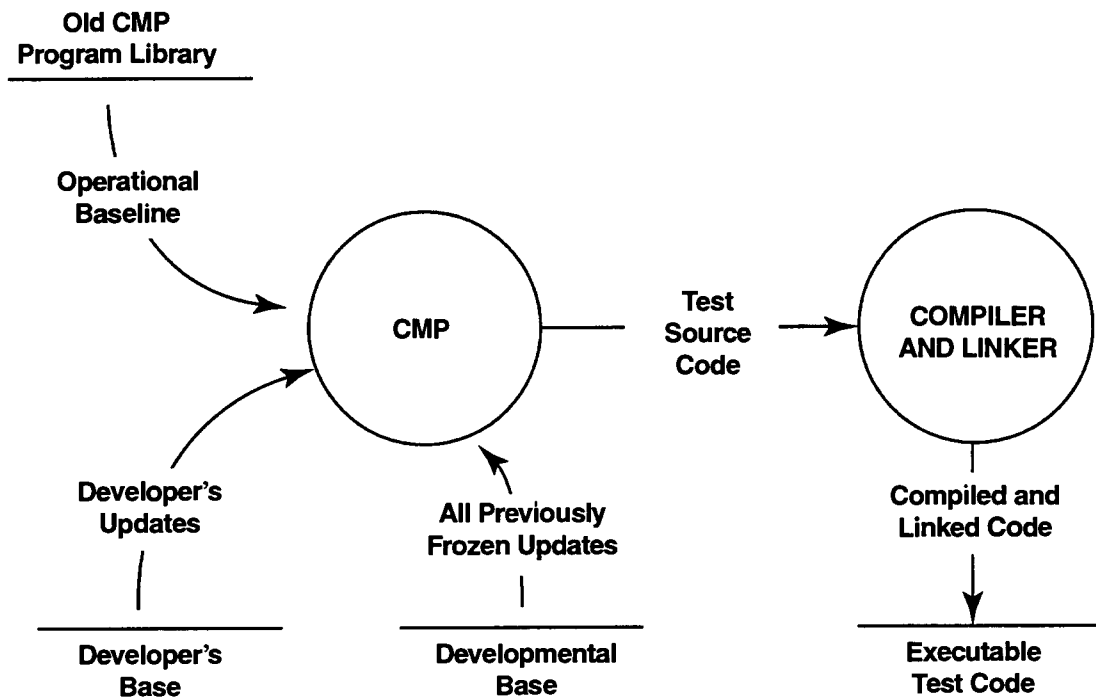 Old CMP
Program Library
Operational
Baseline
CMP
Test
Source
Code
COMPILER
AND LINKER
Developer's
Updates
All Previously
Frozen Updates
Compiled and
Linked Code
Developer's
Base
Developmental
Base
Executable
Test Code